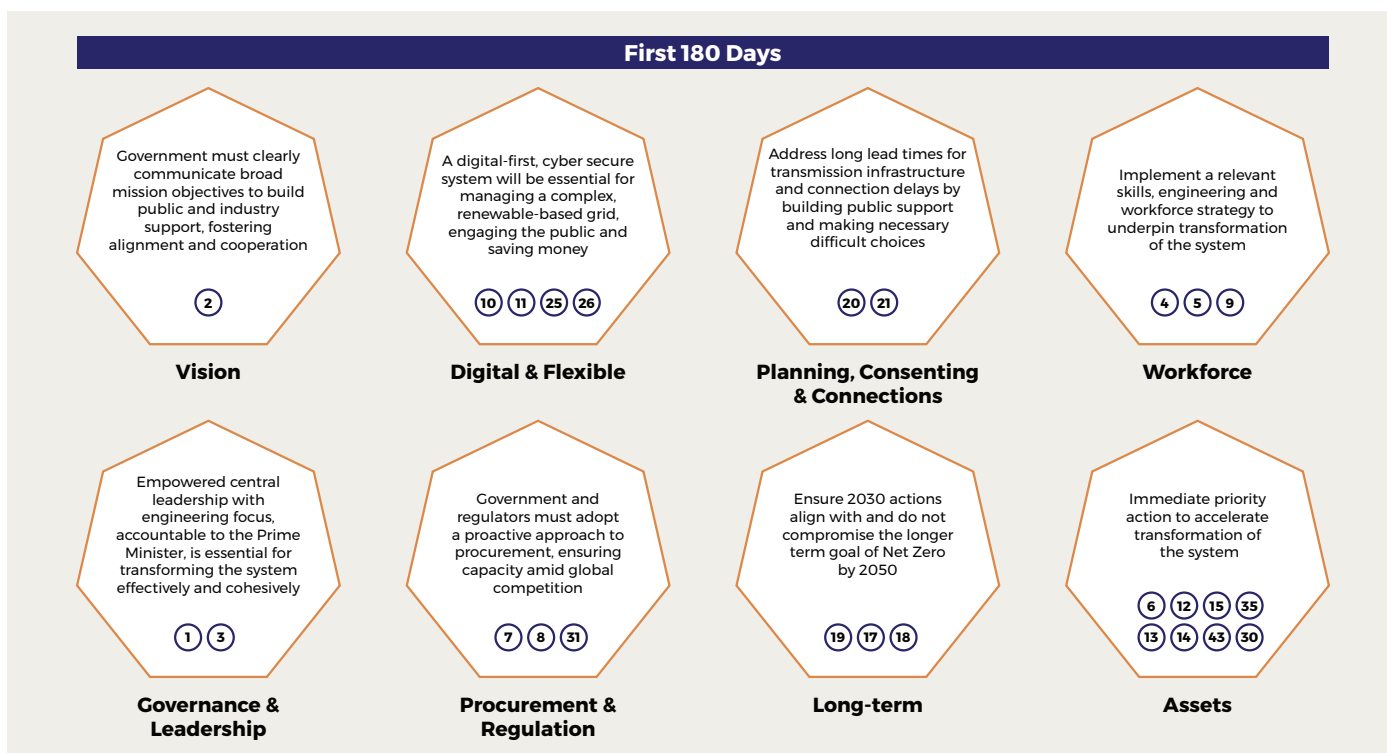 First 180 Days
Government must clearly
communicate broad
mission objectives to build
public and industry
support, fostering
alignment and cooperation
2
Vision
A digital-first, cyber secure
system will be essential for
managing a complex,
renewable-based grid,
engaging the public and
saving money
10 11 25 26
Digital & Flexible
Address long lead times for
transmission infrastructure
and connection delays by
building public support
and making necessary
difficult choices
20 21
Planning, Consenting
& Connections
Implement a relevant
skills, engineering and
workforce strategy to
underpin transformation
of the system
4 5 9
Workforce
Empowered central
leadership with
engineering focus,
accountable to the Prime
Minister, is essential for
transforming the system
effectively and cohesively
1 3
Governance &
Leadership
Government and
regulators must adopt
a proactive approach to
procurement, ensuring
capacity amid global
competition
7 8 31
Procurement &
Regulation
Ensure 2030 actions
align with and do not
compromise the longer
term goal of Net Zero
by 2050
19 17 18
Long-term
Immediate priority
action to accelerate
transformation of
the system
6 12 15 35
13 14 43 30
Assets